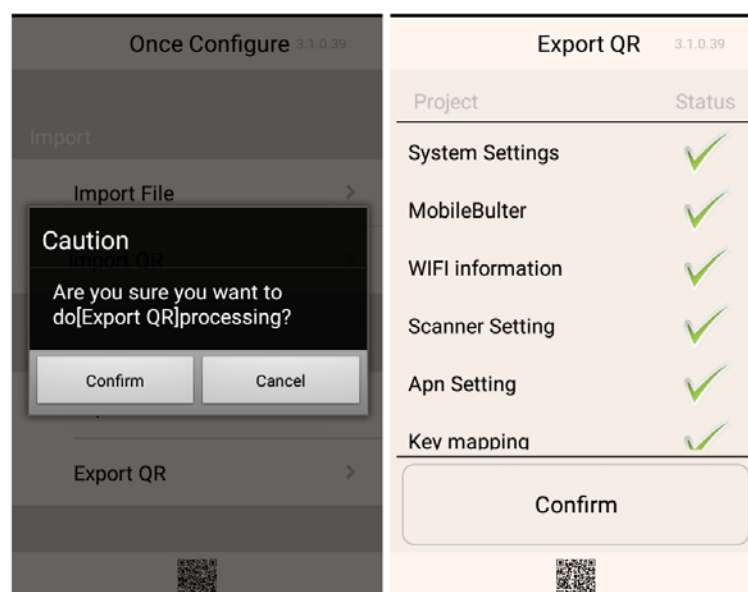 Once Configure 3.1.0.39
Import
Import File
Import QR
Caution
Are you sure you want to
do[Export QR]processing?
Confirm Cancel
Export QR
Export QR 3.1.0.39
Project Status
System Settings
MobileBulter
WIFI information
Scanner Setting
Apn Setting
Key mapping
Confirm